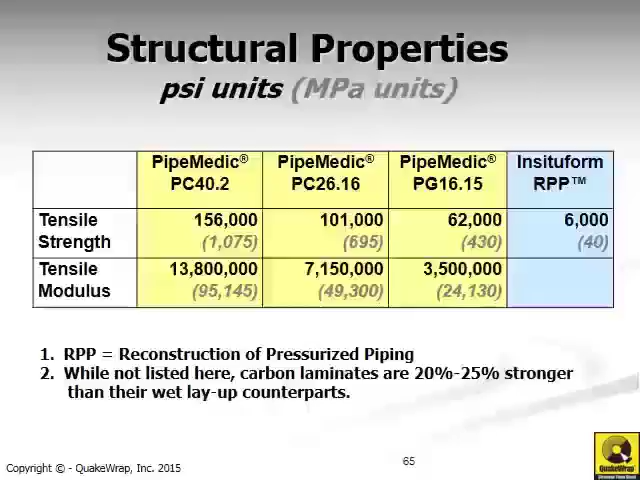 Structural Properties
psi units (MPa units)
PipeMedic® PipeMedic® PipeMedic® Insituform
PC40.2 PC26.16 PG16.15 RPP™
Tensile 156,000 101,000 62,000 6,000
Strength (1,075) (695) (430) (40)
Tensile 13,800,000 7,150,000 3,500,000
Modulus (95,145) (49,300) (24,130)
1. RPP = Reconstruction of Pressurized Piping
2. While not listed here, carbon laminates are 20%-25% stronger
than their wet lay-up counterparts.
Copyright © - QuakeWrap, Inc. 2015
65
QuakeWrap